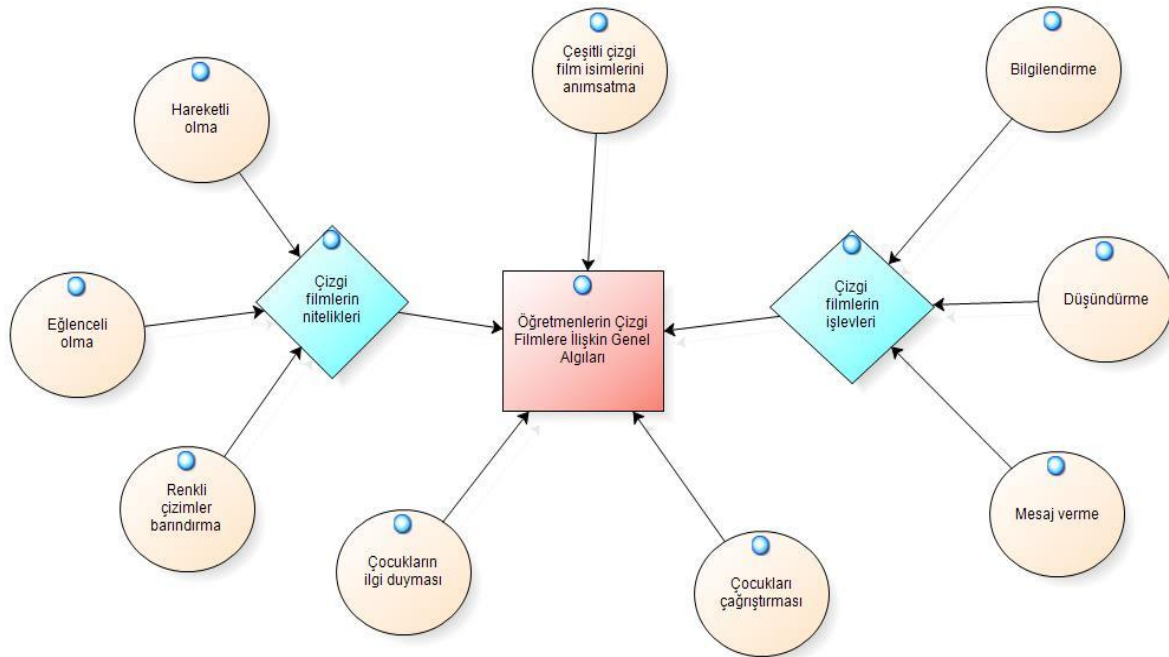 Çeşitli çizgi
film isimlerini
anımsatma
Bilgilendirme
Hareketli
olma
Çizgi
filmlerin
nitelikleri
Çizgi
filmlerin
işlevleri
Düşündürme
Eğlenceli
olma
Öğretmenlerin Çizgi
Filmlere İlişkin Genel
Algıları
Renkli
çizimler
barındırma
Mesaj verme
Çocukların
ilgi duyması
Çocukları
çağrıştırması